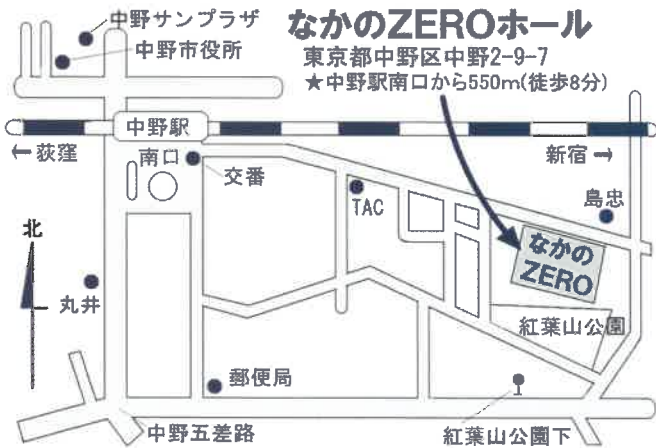 中野サンプラザ
中野市役所
なかのZEROホール
東京都中野区中野2-9-7
★中野駅南口から550m(徒歩8分)
中野駅
←荻窪
新宿→
南口
交番
TAC
島忠
なかの
ZERO
北
丸井
紅葉山公園
郵便局
中野五差路
紅葉山公園下